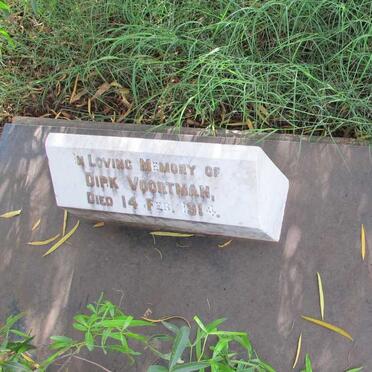 IN LOVING MEMORY OF
DIRK VOORTMAN,
DIED 14 FEB. 1914.